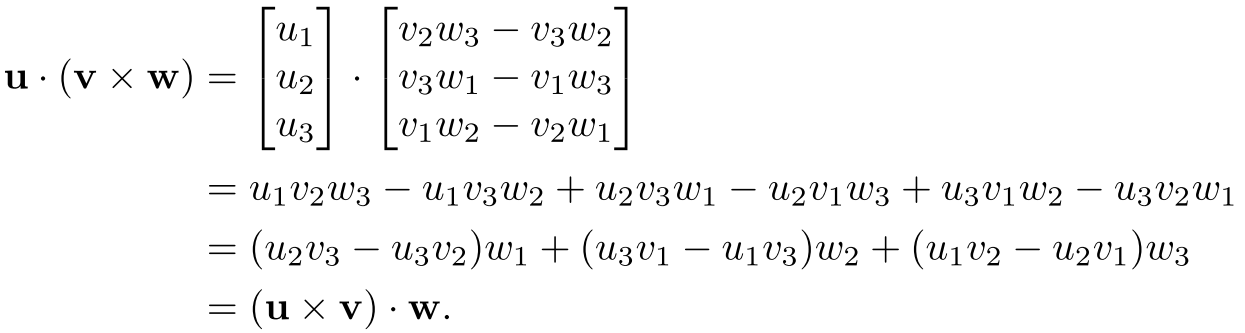 u · (v × w) = [u₁ u₂ u₃] · [v₂w₃ − v₃w₂ v₃w₁ − v₁w₃ v₁w₂ − v₂w₁]
= u₁v₂w₃ − u₁v₃w₂ + u₂v₃w₁ − u₂v₁w₃ + u₃v₁w₂ − u₃v₂w₁
= (u₂v₃ − u₃v₂)w₁ + (u₃v₁ − u₁v₃)w₂ + (u₁v₂ − u₂v₁)w₃
= (u × v) · w.